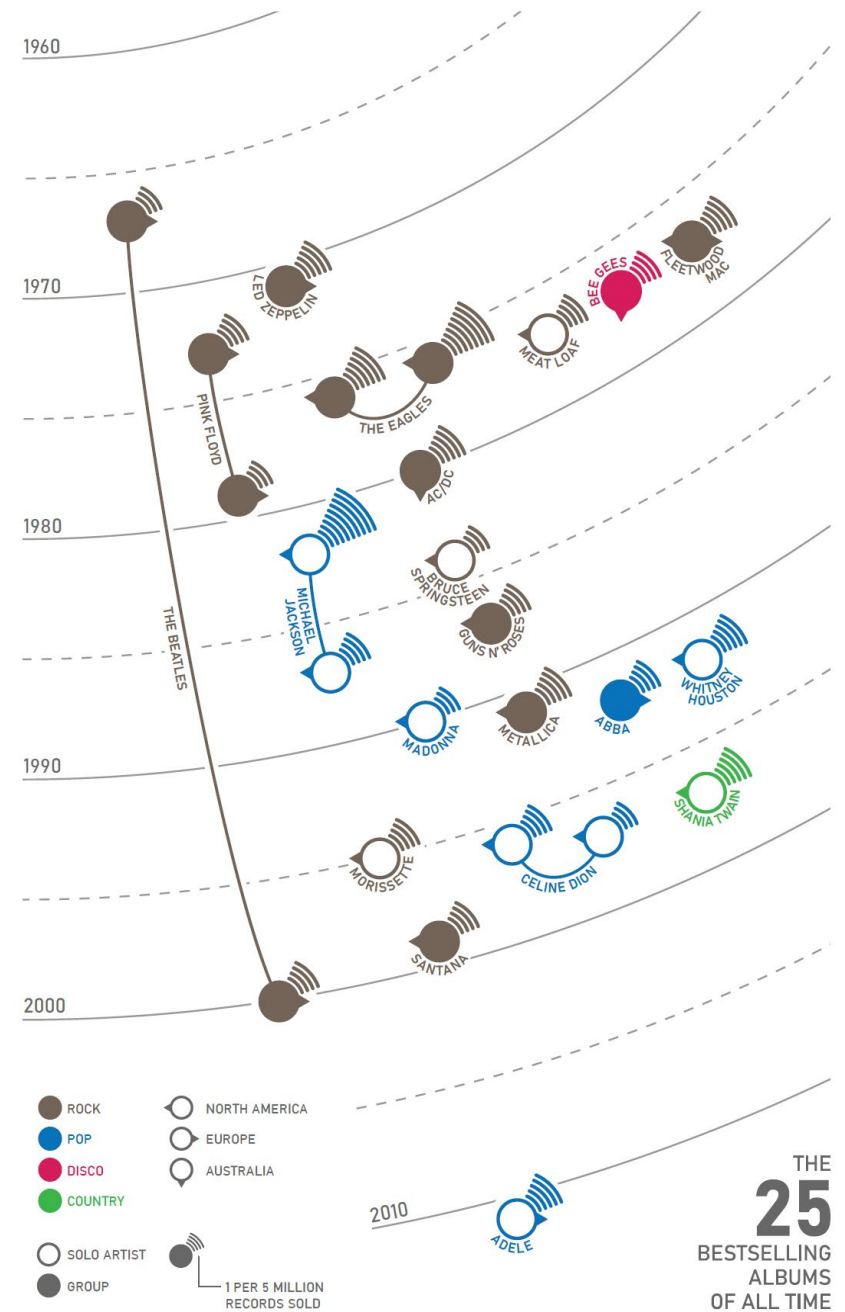 1960
1970
LED ZEPPELIN
BEE GEES
FLEETWOOD
MAC
MEAT LOAF
THE EAGLES
PINK FLOYD
AC/DC
1980
BRUCE
SPRINGSTEEN
MICHAEL
JACKSON
GUNS N' ROSES
THE BEATLES
WHITNEY
HOUSTON
MADONNA
METALLICA
ABBA
1990
SHANIA TWAIN
MORISSETTE
CELINE DION
SANTANA
2000
ROCK
POP
DISCO
COUNTRY
NORTH AMERICA
EUROPE
AUSTRALIA
SOLO ARTIST
GROUP
1 PER 5 MILLION
RECORDS SOLD
2010
ADELE
THE
25
BESTSELLING
ALBUMS
OF ALL TIME